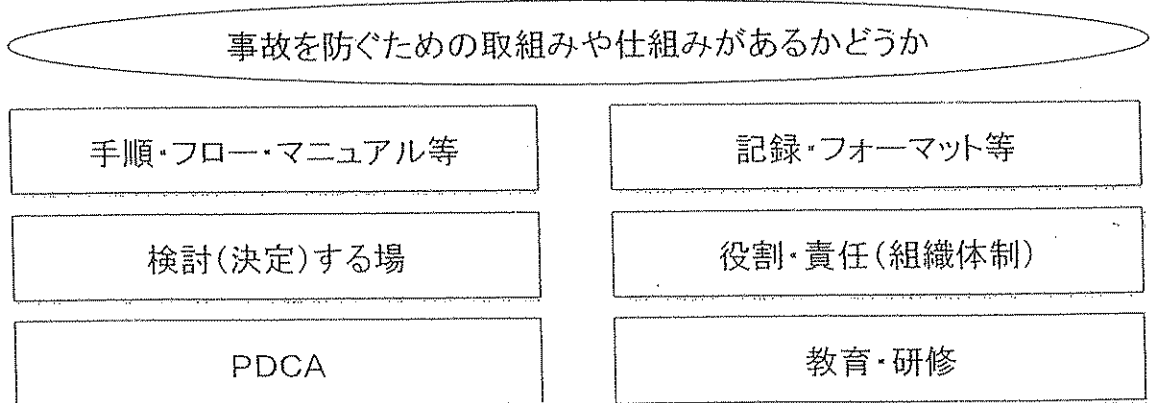 事故を防ぐための取組みや仕組みがあるかどうか
手順・フロー・マニュアル等
記録・フォーマット等
検討(決定)する場
役割・責任(組織体制)
PDCA
教育・研修